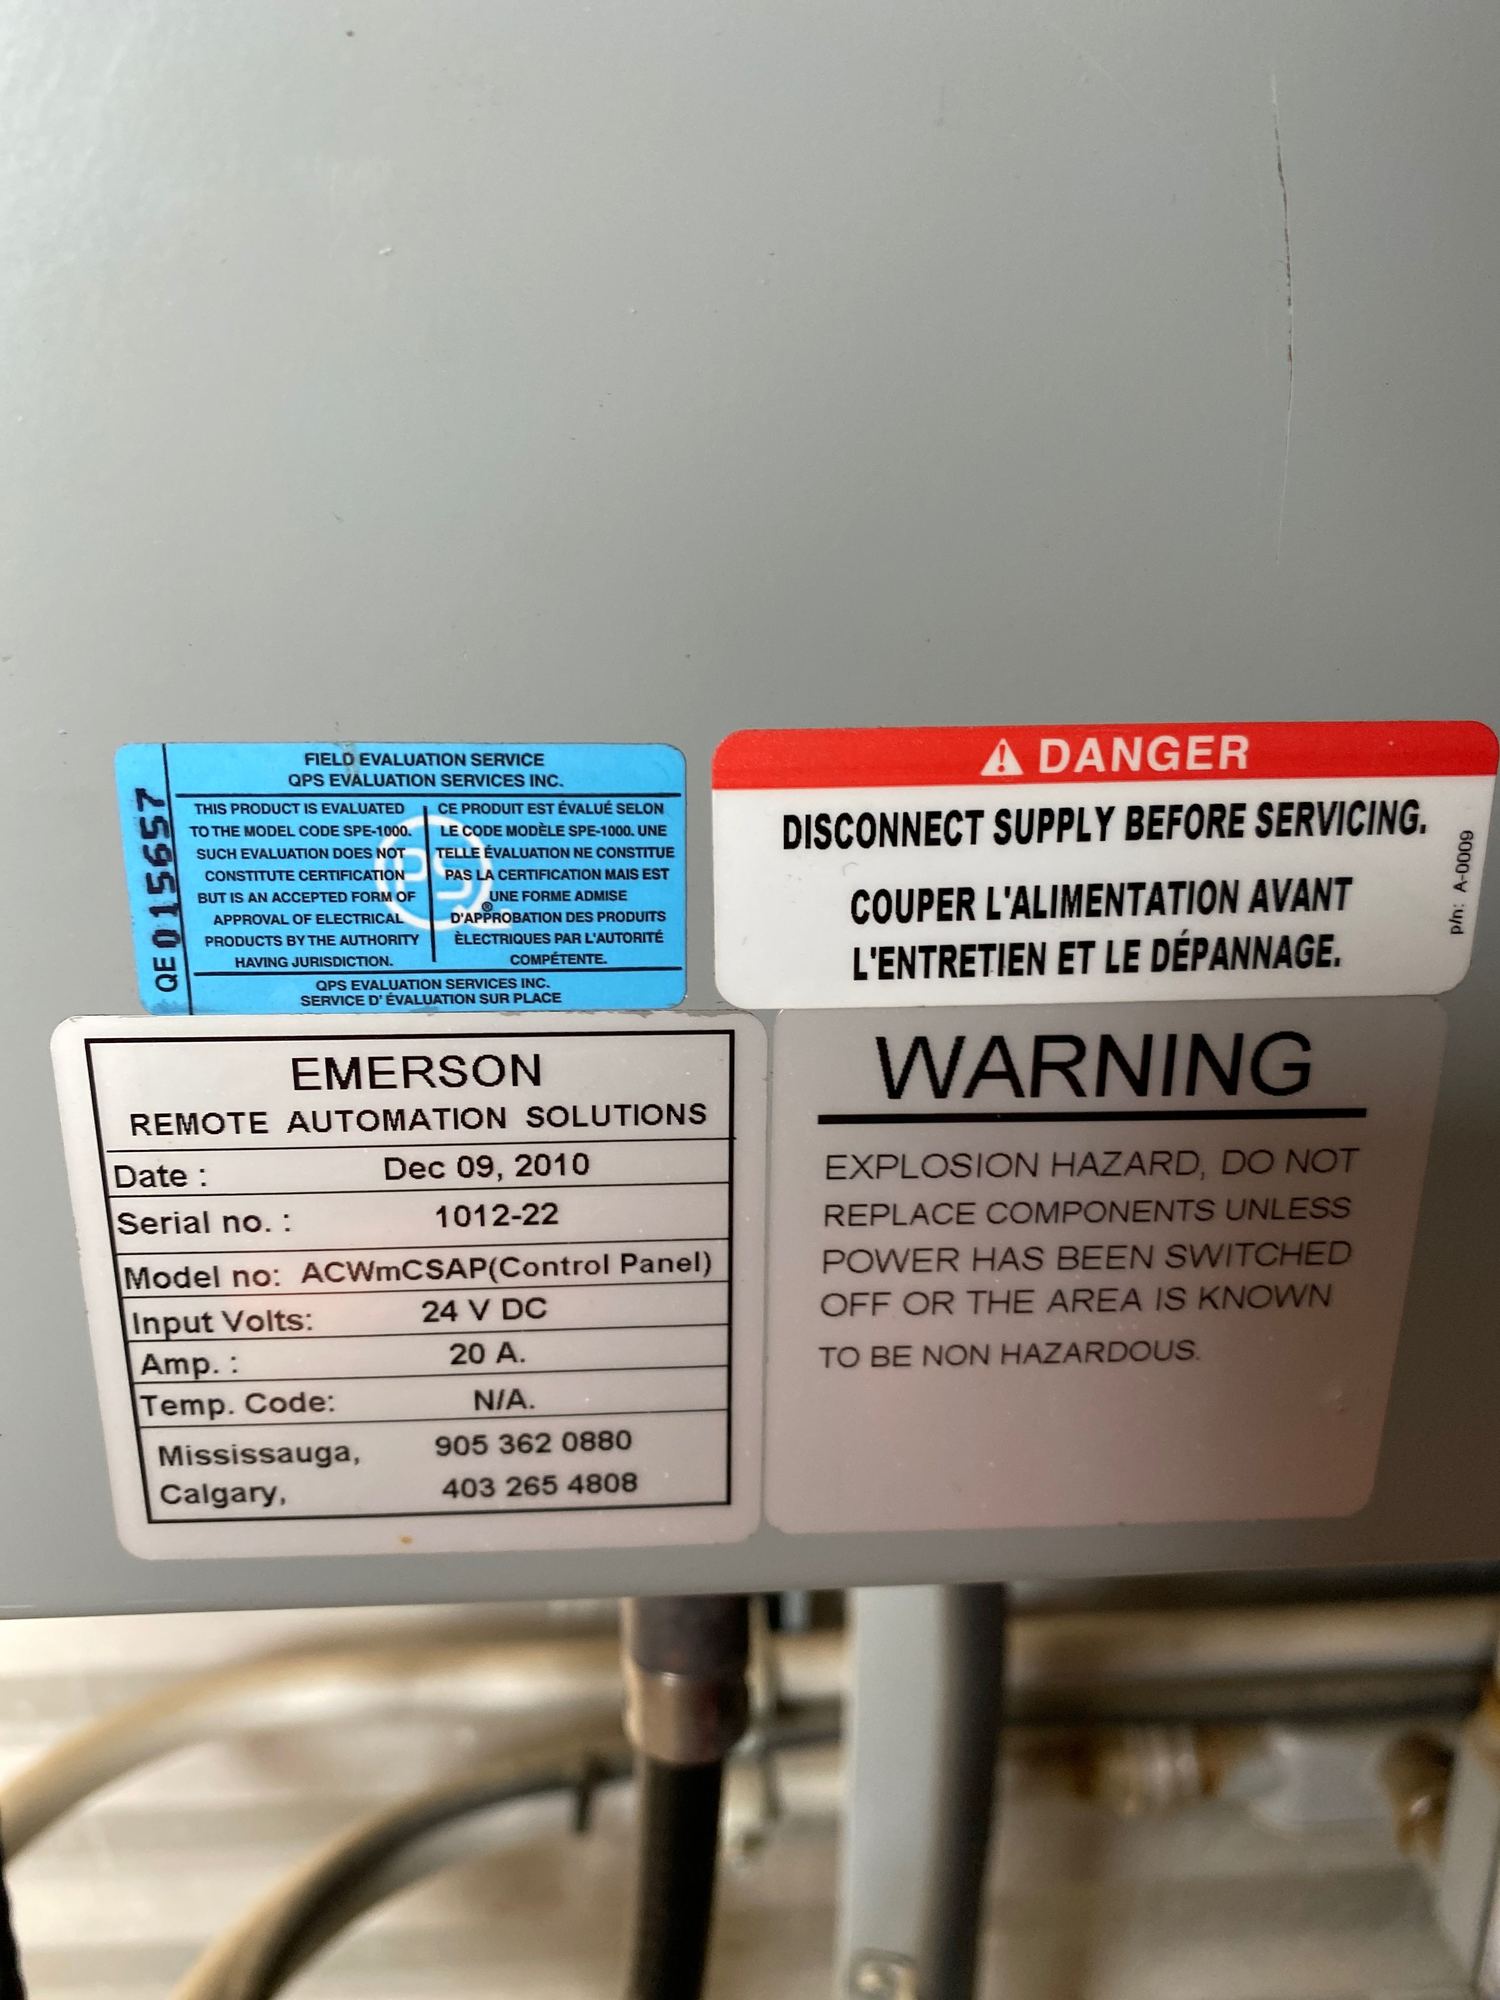 FIELD EVALUATION SERVICE
QPS EVALUATION SERVICES INC.
QE 015657
THIS PRODUCT IS EVALUATED
TO THE MODEL CODE SPE-1000.
SUCH EVALUATION DOES NOT
CONSTITUTE CERTIFICATION
BUT IS AN ACCEPTED FORM OF
APPROVAL OF ELECTRICAL
PRODUCTS BY THE AUTHORITY
HAVING JURISDICTION.
CE PRODUIT EST ÉVALUÉ SELON
LE CODE MODÈLE SPE-1000. UNE
TELLE ÉVALUATION NE CONSTITUE
PAS LA CERTIFICATION MAIS EST
UNE FORME ADMISE
D'APPROBATION DES PRODUITS
ÈLECTRIQUES PAR L'AUTORITÉ
COMPÉTENTE.
QPS EVALUATION SERVICES INC.
SERVICE D' ÉVALUATION SUR PLACE
QPS®
⚠ DANGER
DISCONNECT SUPPLY BEFORE SERVICING.
COUPER L'ALIMENTATION AVANT
L'ENTRETIEN ET LE DÉPANNAGE.
p/n: A-0009
EMERSON
REMOTE AUTOMATION SOLUTIONS
Date : Dec 09, 2010
Serial no. : 1012-22
Model no: ACWmCSAP(Control Panel)
Input Volts: 24 V DC
Amp. : 20 A.
Temp. Code: N/A.
Mississauga, 905 362 0880
Calgary, 403 265 4808
WARNING
EXPLOSION HAZARD, DO NOT
REPLACE COMPONENTS UNLESS
POWER HAS BEEN SWITCHED
OFF OR THE AREA IS KNOWN
TO BE NON HAZARDOUS.